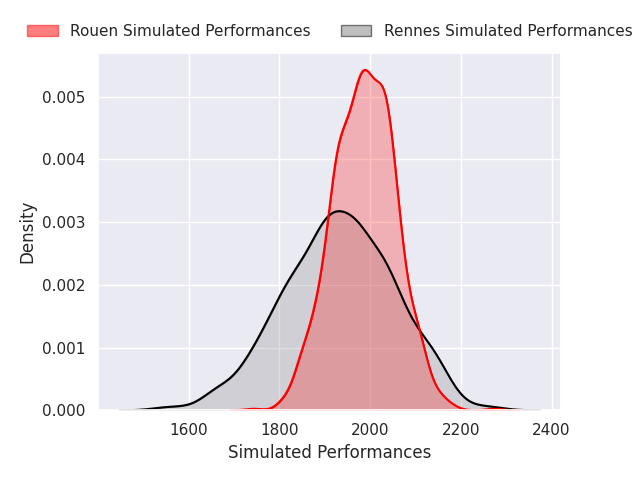 Rouen Simulated Performances Rennes Simulated Performances
0.005
0.004
0.003
0.002
0.001
0.000
Density
1600 1800 2000 2200 2400
Simulated Performances